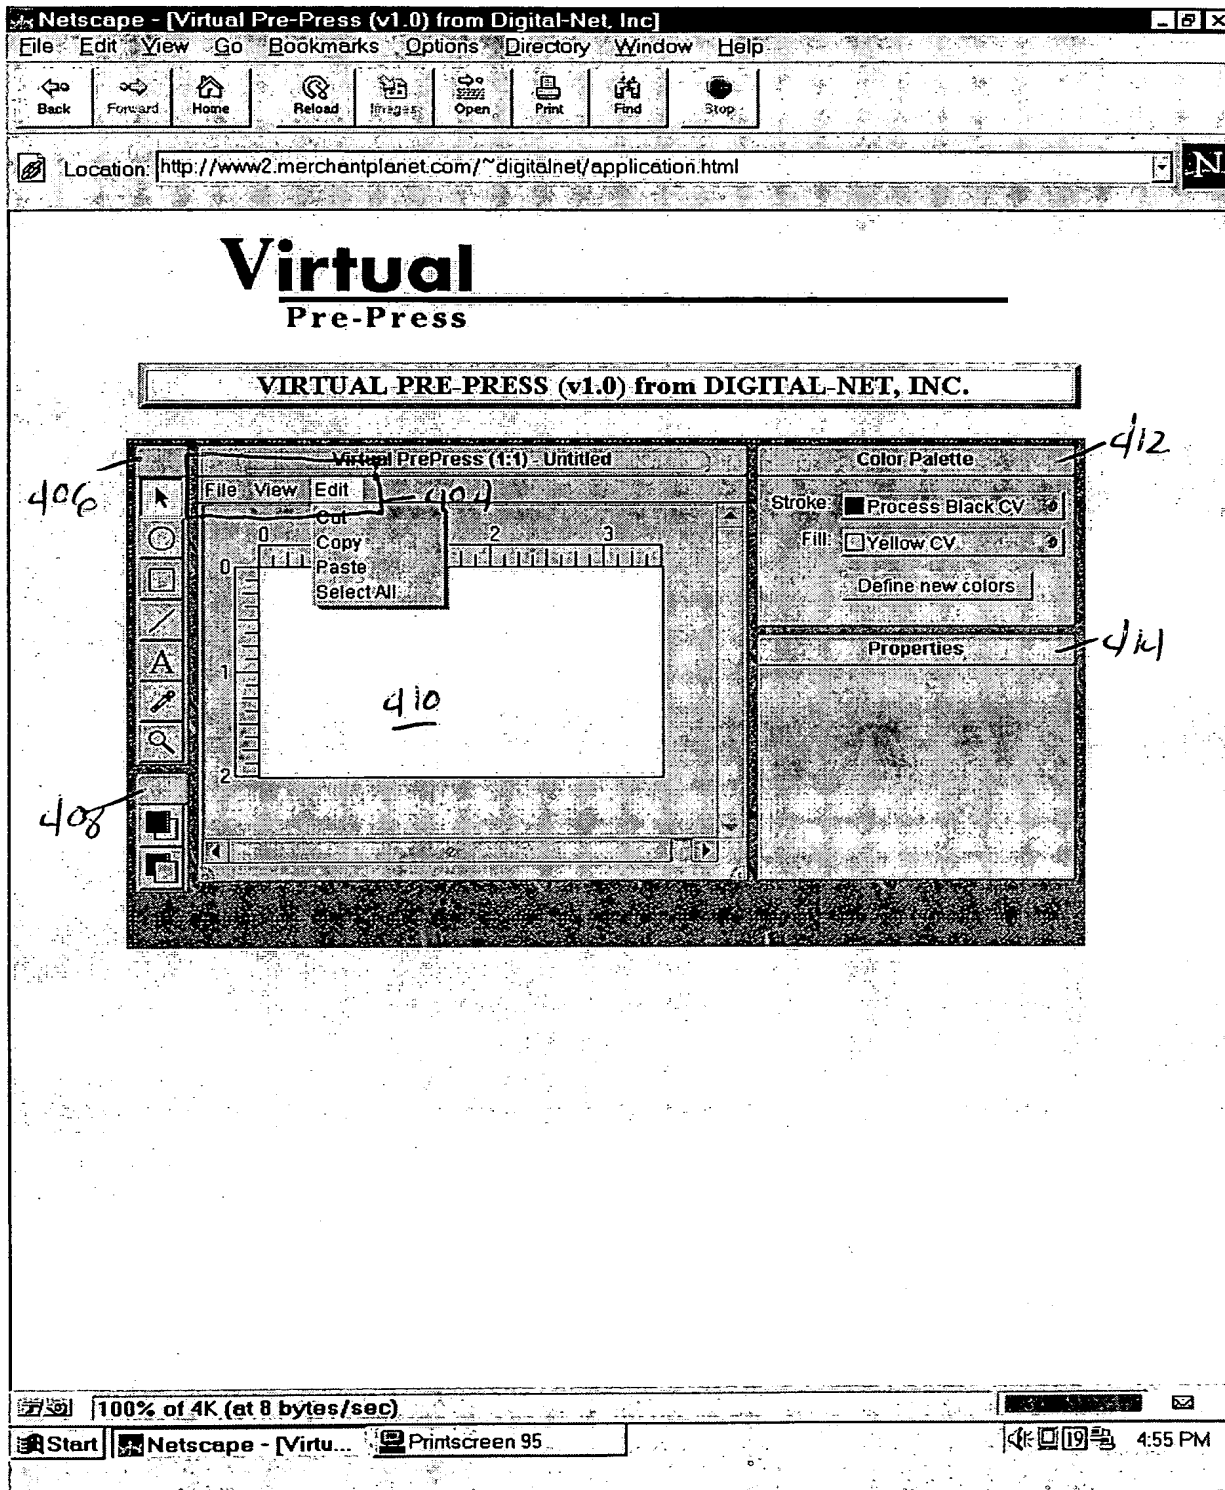 Netscape - [Virtual Pre-Press (v1.0) from Digital-Net, Inc]
File Edit View Go Bookmarks Options Directory Window Help
Back Forward Home Reload Images Open Print Find Stop
Location: http://www2.merchantplanet.com/~digitalnet/application.html
N
Virtual
Pre-Press
VIRTUAL PRE-PRESS (v1.0) from DIGITAL-NET, INC.
412
Virtual PrePress (1:1) - Untitled
Color Palette
406
File View Edit
404
Stroke: Process Black CV
Cut
0 2 3
Copy
Fill: Yellow CV
0
Paste
Select All
Define new colors
Properties
414
A
1
410
2
408
100% of 4K (at 8 bytes/sec)
Start Netscape - [Virtu... Printscreen 95 19 4:55 PM